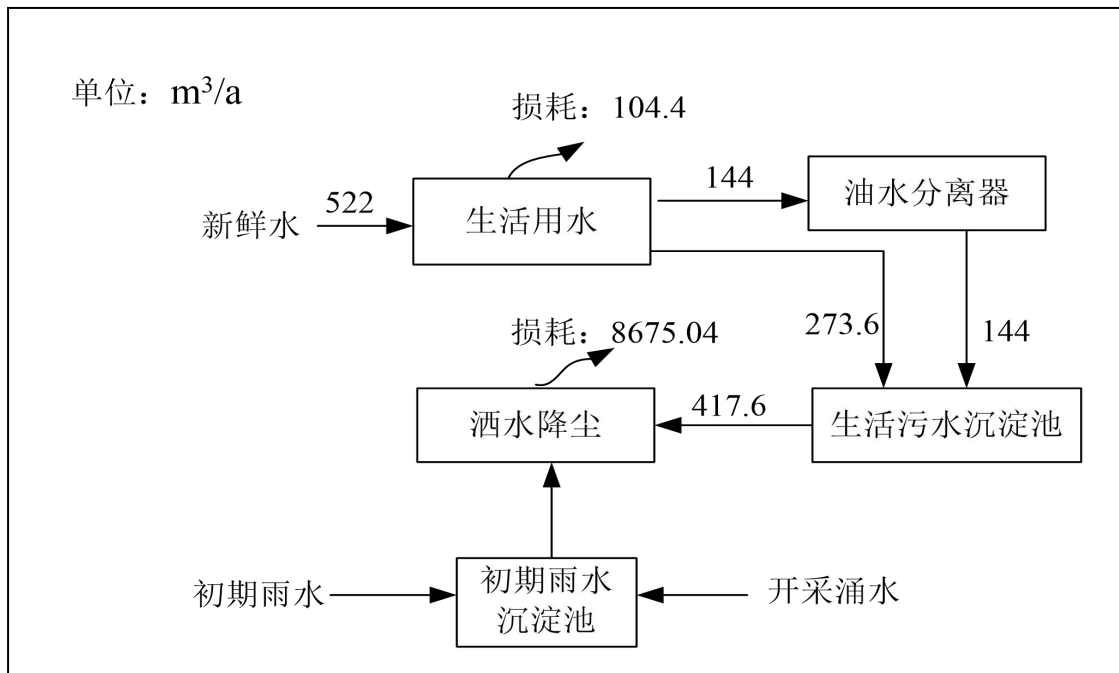 单位：m³/a
损耗：104.4
新鲜水
522
生活用水
144
油水分离器
273.6
144
损耗：8675.04
洒水降尘
417.6
生活污水沉淀池
初期雨水
初期雨水
沉淀池
开采涌水